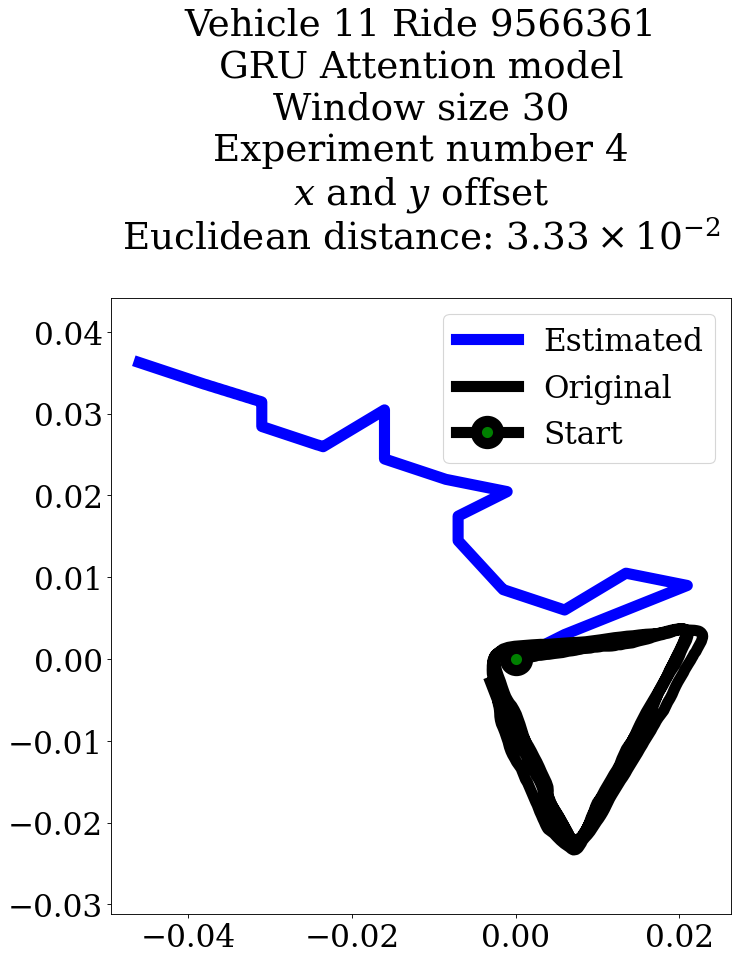 Vehicle 11 Ride 9566361
GRU Attention model
Window size 30
Experiment number 4
x and y offset
Euclidean distance: 3.33 × 10⁻²
Estimated
Original
Start
0.04
0.03
0.02
0.01
0.00
−0.01
−0.02
−0.03
−0.04
−0.02
0.00
0.02